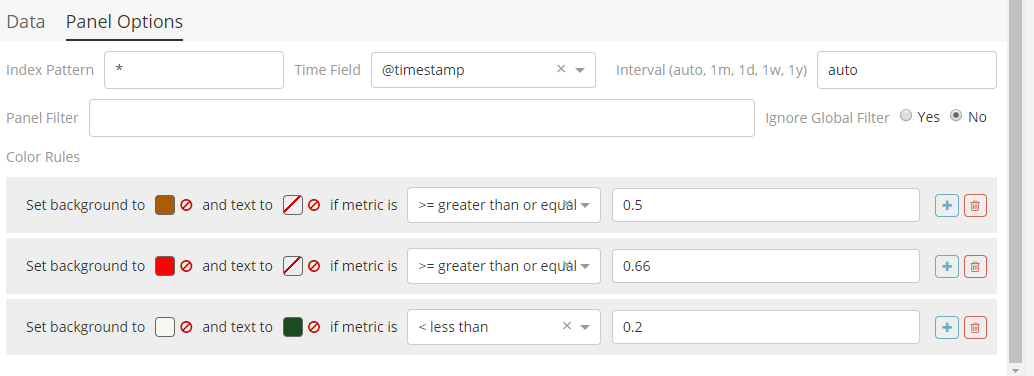 Data Panel Options
Index Pattern * Time Field @timestamp × Interval (auto, 1m, 1d, 1w, 1y) auto
Panel Filter Ignore Global Filter Yes No
Color Rules
Set background to and text to if metric is >= greater than or equal × 0.5
Set background to and text to if metric is >= greater than or equal × 0.66
Set background to and text to if metric is < less than × 0.2